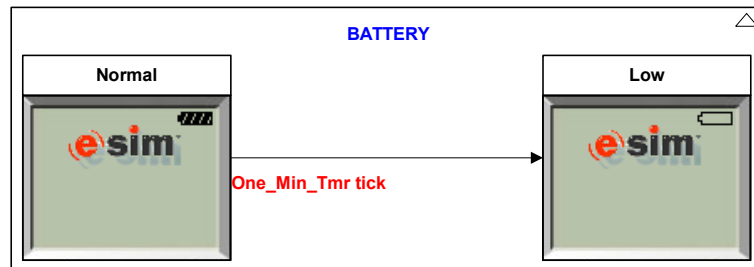 BATTERY
Normal
Low
esim
esim
One_Min_Tmr tick